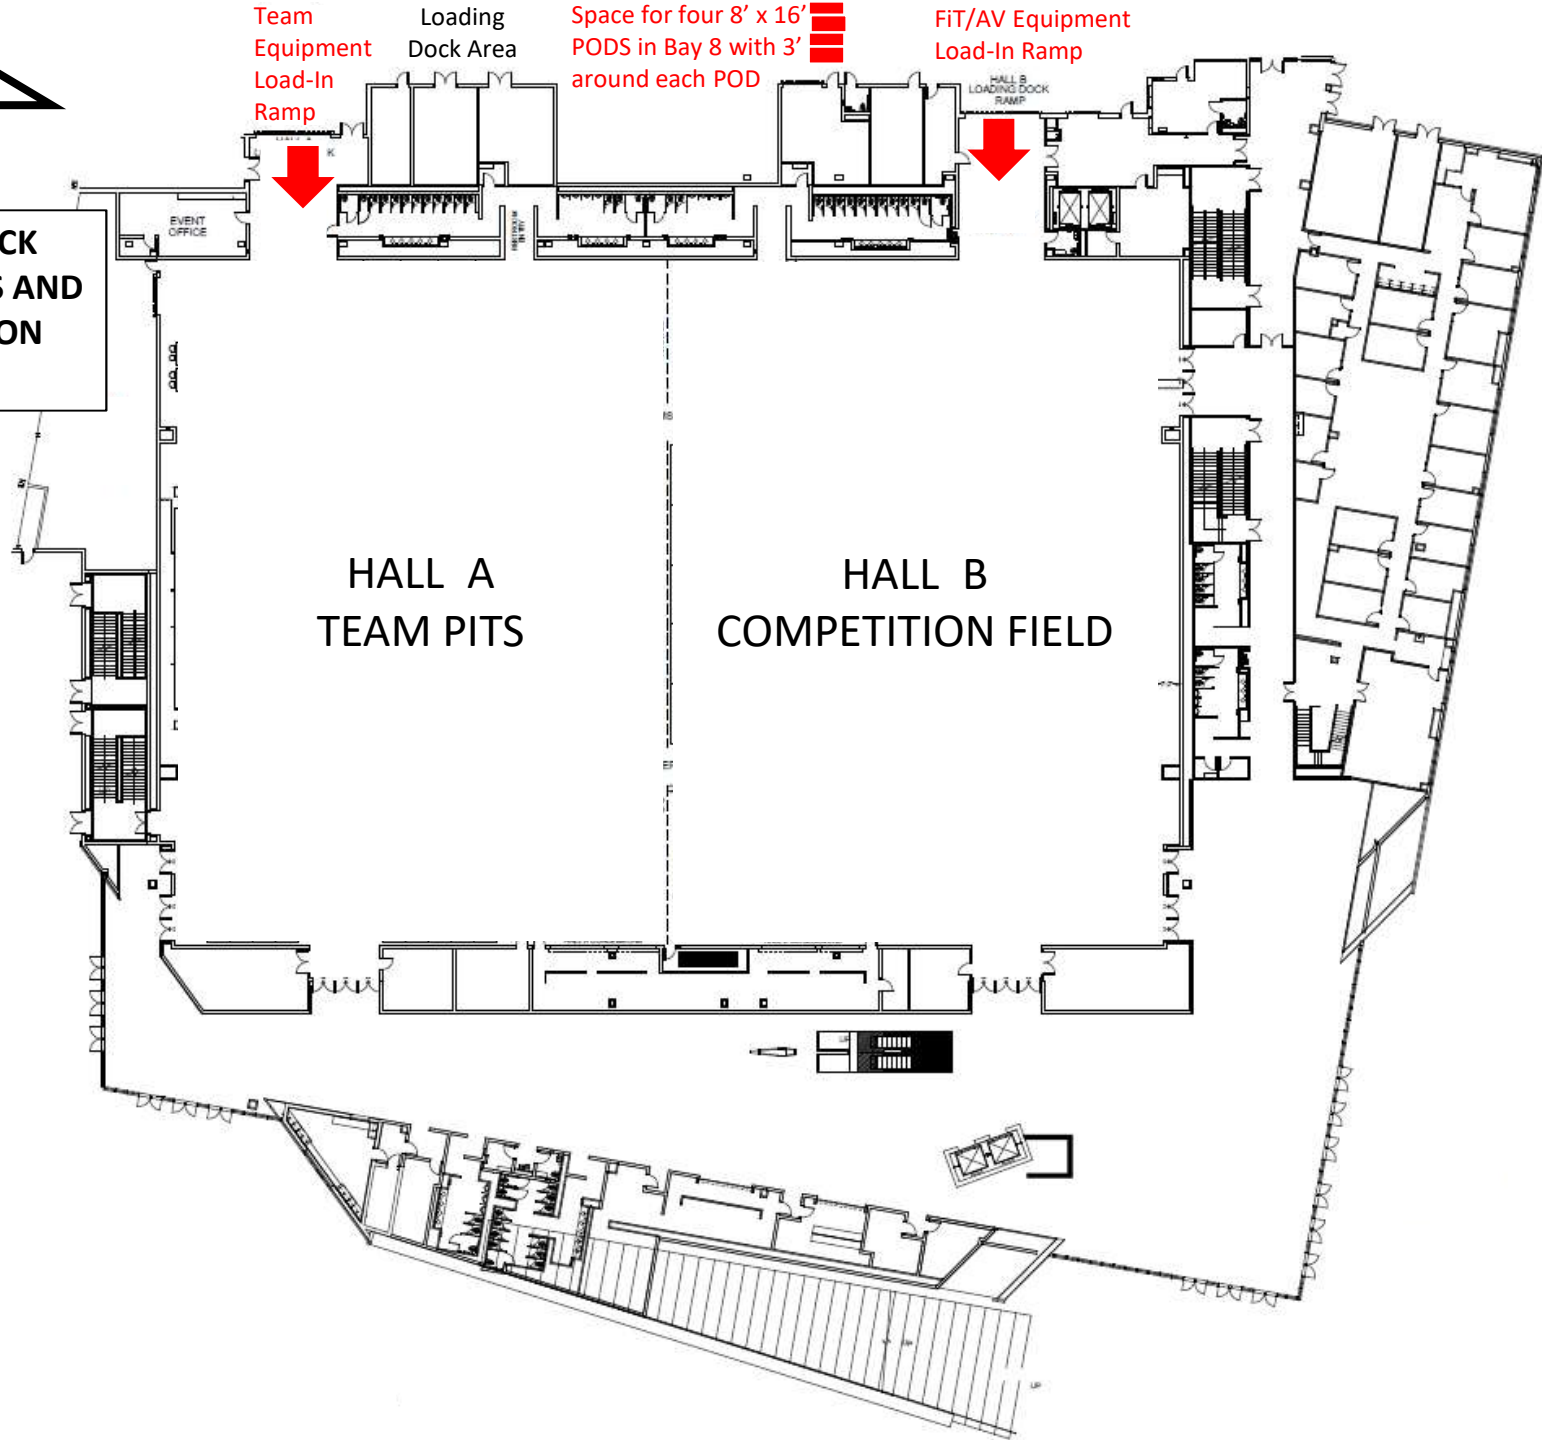 Team
Equipment
Load-In
Ramp
Loading
Dock Area
Space for four 8’ x 16’
PODS in Bay 8 with 3’
around each POD
FiT/AV Equipment
Load-In Ramp
HALL B
LOADING DOCK
RAMP
K
EVENT
OFFICE
CK
S AND
ON
HALL A
TEAM PITS
HALL B
COMPETITION FIELD
UP